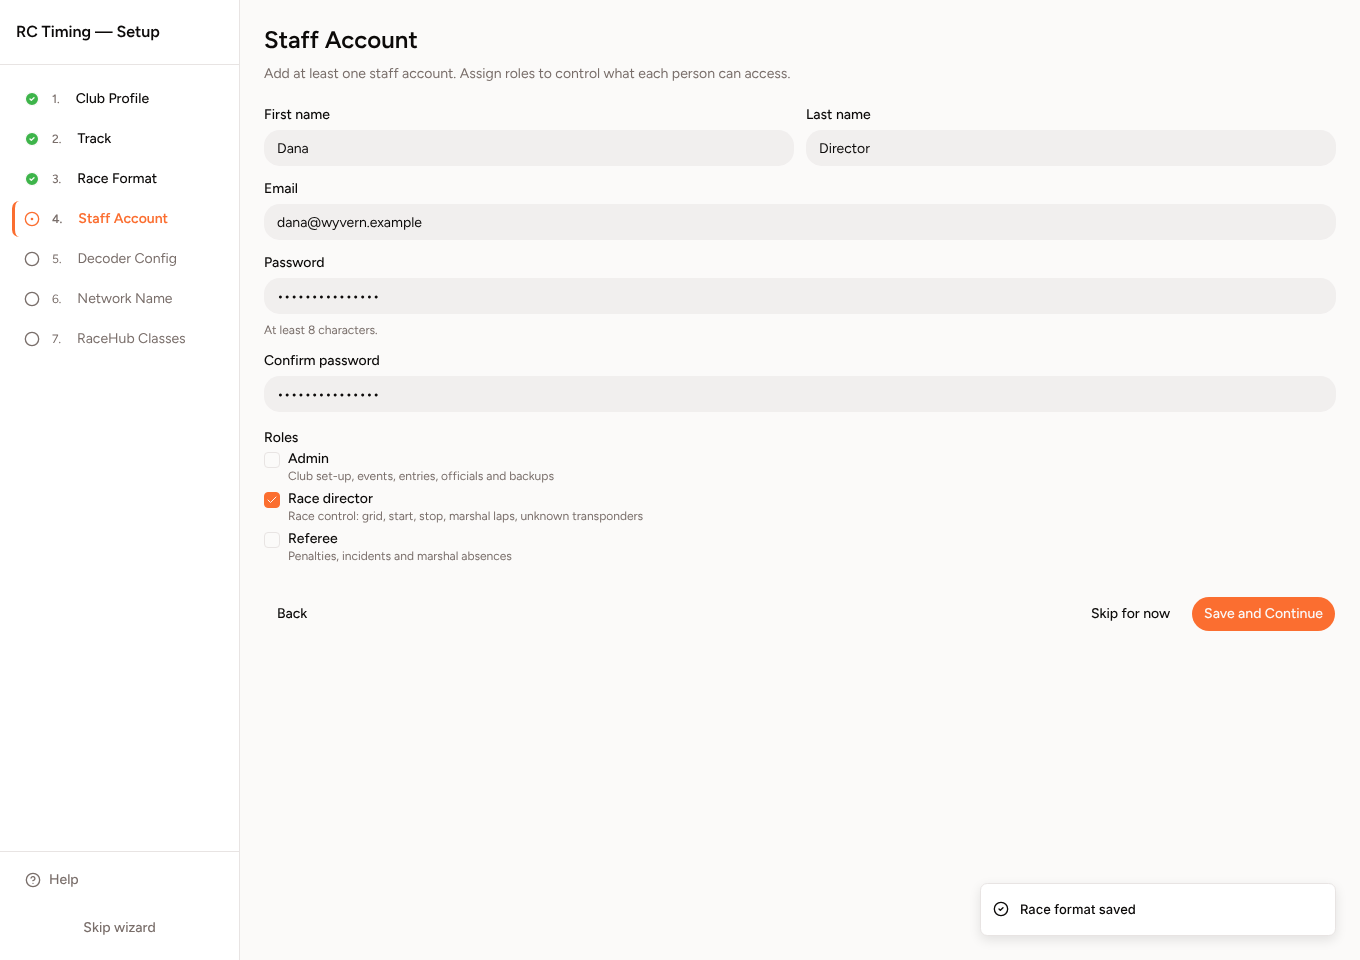 RC Timing — Setup
1. Club Profile
2. Track
3. Race Format
4. Staff Account
5. Decoder Config
6. Network Name
7. RaceHub Classes
Help
Skip wizard
Staff Account
Add at least one staff account. Assign roles to control what each person can access.
First name
Last name
Dana
Director
Email
dana@wyvern.example
Password
•••••••••••••••
At least 8 characters.
Confirm password
•••••••••••••••
Roles
Admin
Club set-up, events, entries, officials and backups
Race director
Race control: grid, start, stop, marshal laps, unknown transponders
Referee
Penalties, incidents and marshal absences
Back
Skip for now
Save and Continue
Race format saved